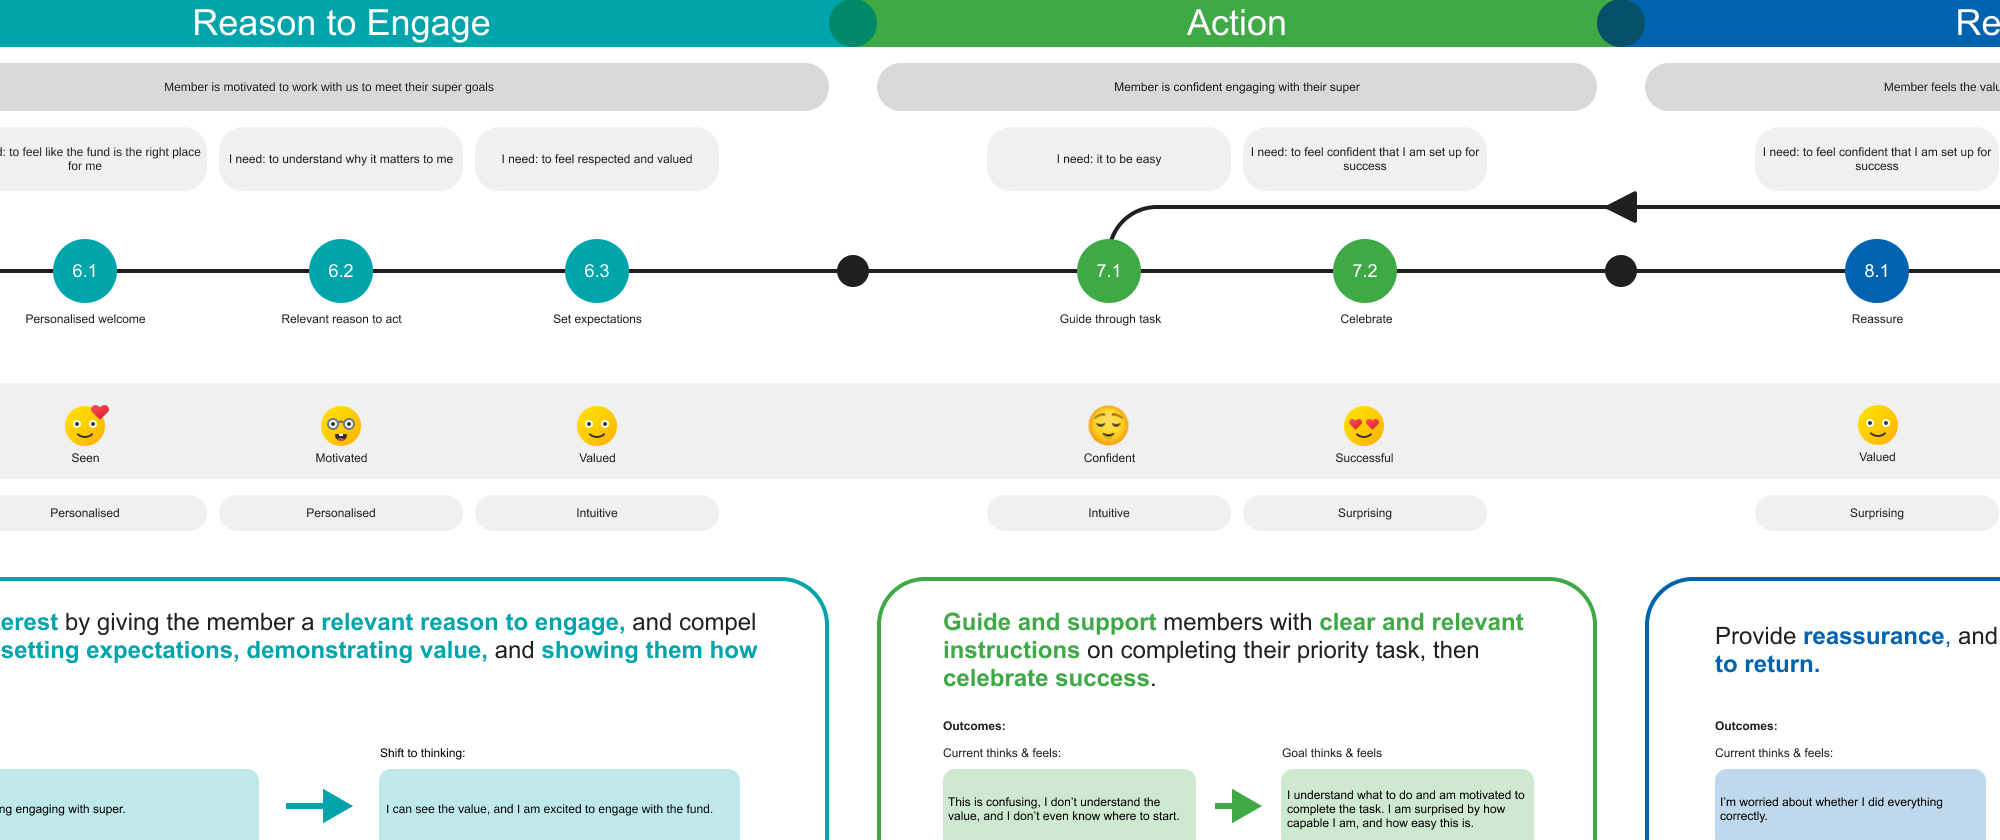 Reason to Engage
Action
Re
Member is motivated to work with us to meet their super goals
Member is confident engaging with their super
Member feels the valu
: to feel like the fund is the right place
for me
I need: to understand why it matters to me
I need: to feel respected and valued
I need: it to be easy
I need: to feel confident that I am set up for
success
I need: to feel confident that I am set up for
success
6.1
6.2
6.3
7.1
7.2
8.1
Personalised welcome
Relevant reason to act
Set expectations
Guide through task
Celebrate
Reassure
Seen
Motivated
Valued
Confident
Successful
Valued
Personalised
Personalised
Intuitive
Intuitive
Surprising
Surprising
terest by giving the member a relevant reason to engage, and compel
setting expectations, demonstrating value, and showing them how
Shift to thinking:
ng engaging with super.
I can see the value, and I am excited to engage with the fund.
Guide and support members with clear and relevant
instructions on completing their priority task, then
celebrate success.
Outcomes:
Current thinks & feels:
Goal thinks & feels
This is confusing, I don't understand the
value, and I don't even know where to start.
I understand what to do and am motivated to
complete the task. I am surprised by how
capable I am, and how easy this is.
Provide reassurance, and
to return.
Outcomes:
Current thinks & feels:
I'm worried about whether I did everything
correctly.